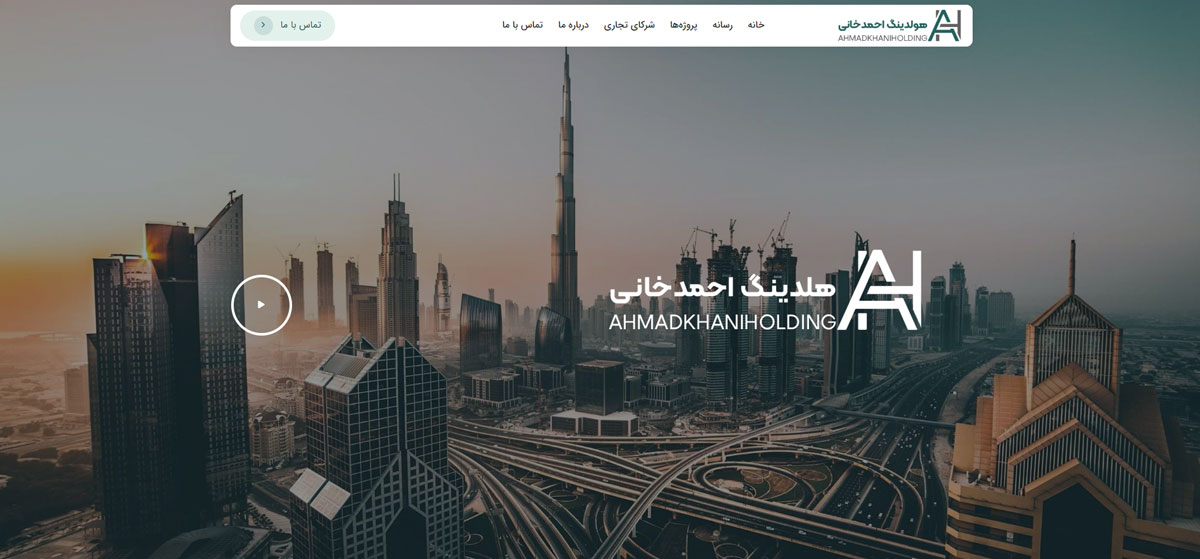 هولدینگ احمدخانی
AHMADKHANIHOLDING
خانه
رسانه
پروژه‌ها
شرکای تجاری
درباره ما
تماس با ما
تماس با ما
هلدینگ احمدخانی
AHMADKHANIHOLDING